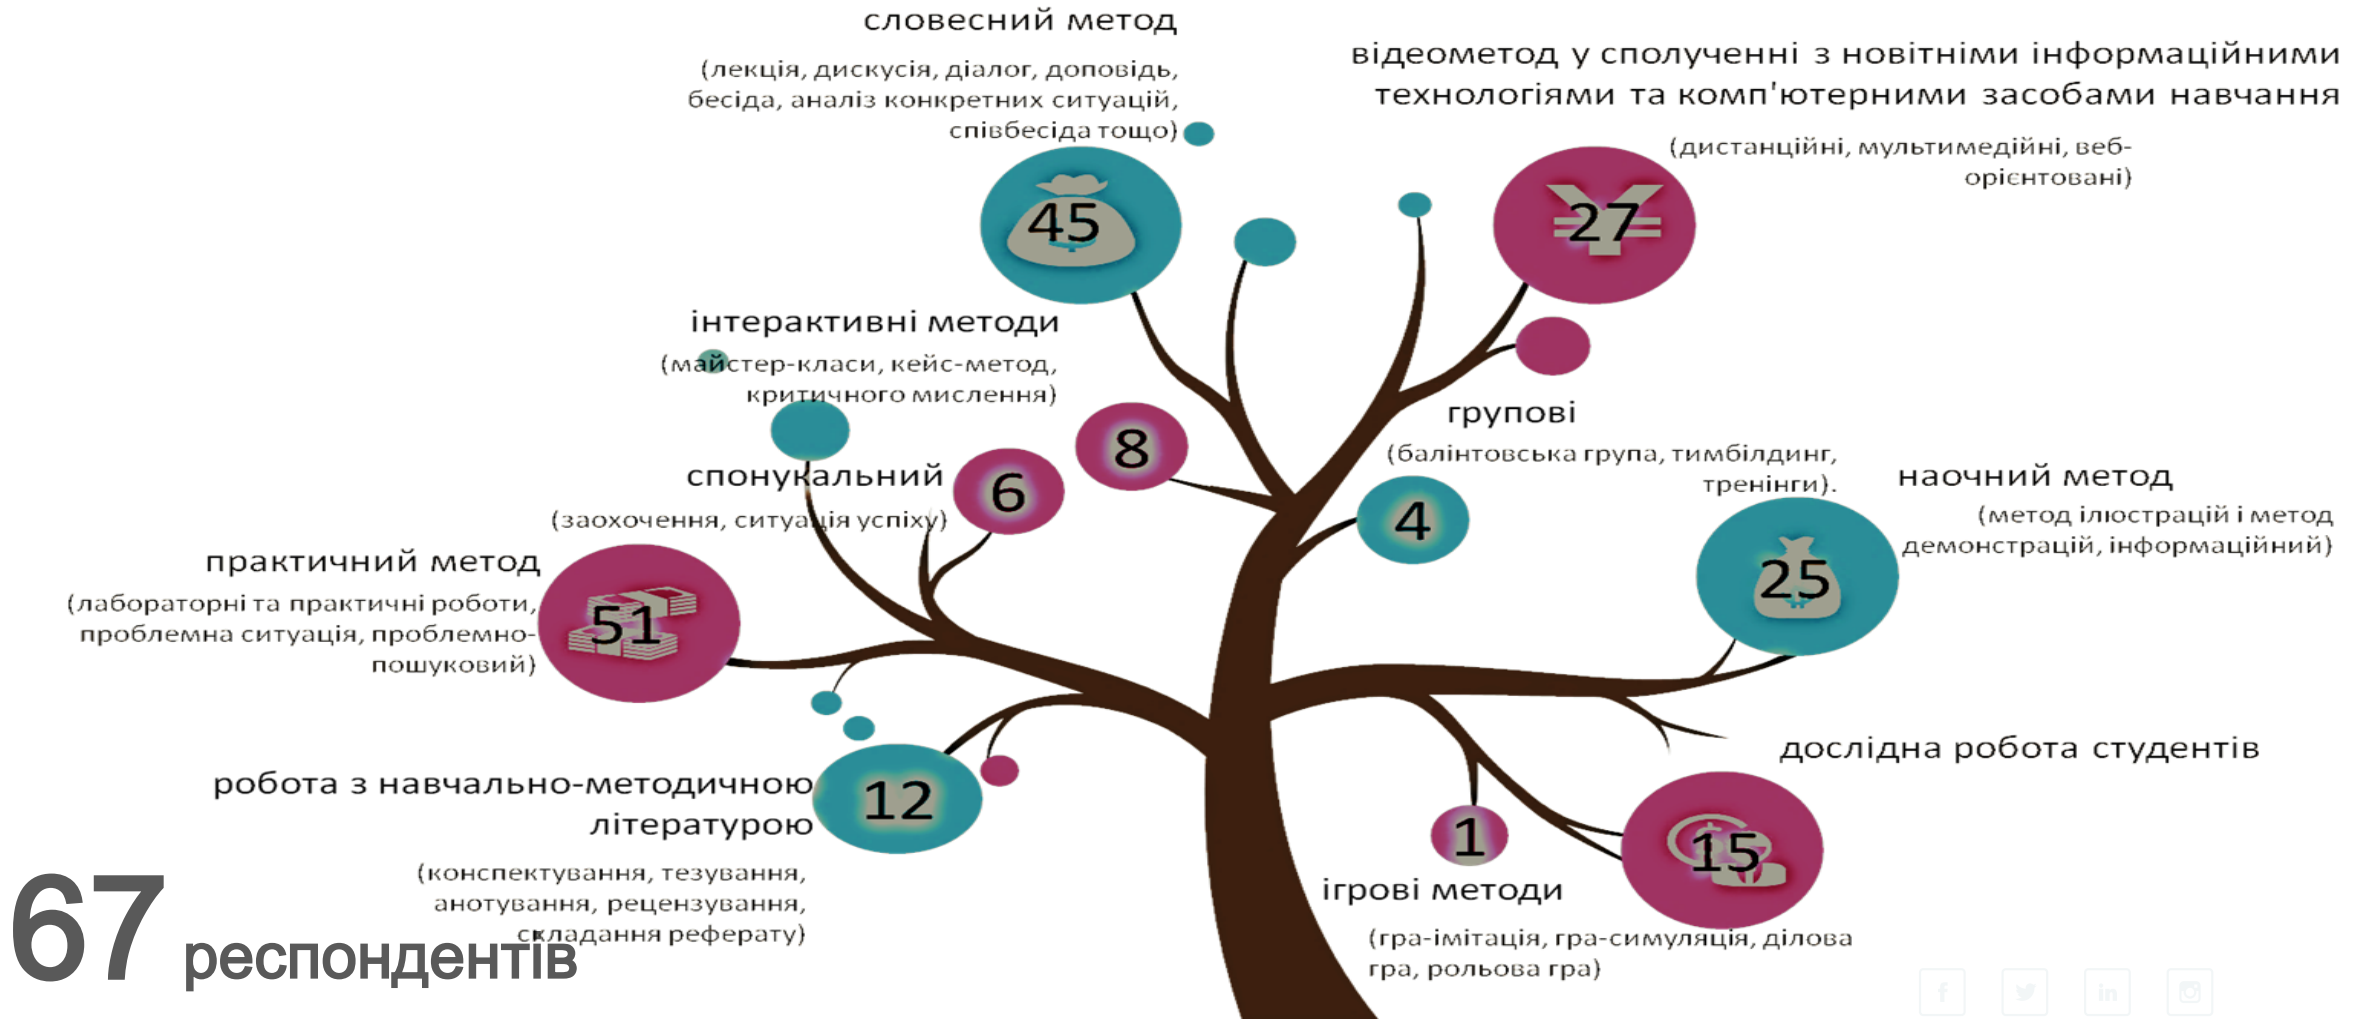 словесний метод
(лекція, дискусія, діалог, доповідь,
бесіда, аналіз конкретних ситуацій,
співбесіда тощо)
45
відеометод у сполученні з новітніми інформаційними
технологіями та комп'ютерними засобами навчання
(дистанційні, мультимедійні, веб-
орієнтовані)
27
інтерактивні методи
(майстер-класи, кейс-метод,
критичного мислення)
8
групові
(балінтовська група, тимбілдинг,
тренінги).
4
спонукальний
(заохочення, ситуація успіху)
6
наочний метод
(метод ілюстрацій і метод
демонстрацій, інформаційний)
25
практичний метод
(лабораторні та практичні роботи,
проблемна ситуація, проблемно-
пошуковий)
51
дослідна робота студентів
15
робота з навчально-методичною
літературою
(конспектування, тезування,
анотування, рецензування,
складання реферату)
12
1
ігрові методи
(гра-імітація, гра-симуляція, ділова
гра, рольова гра)
67 респондентів
f
in